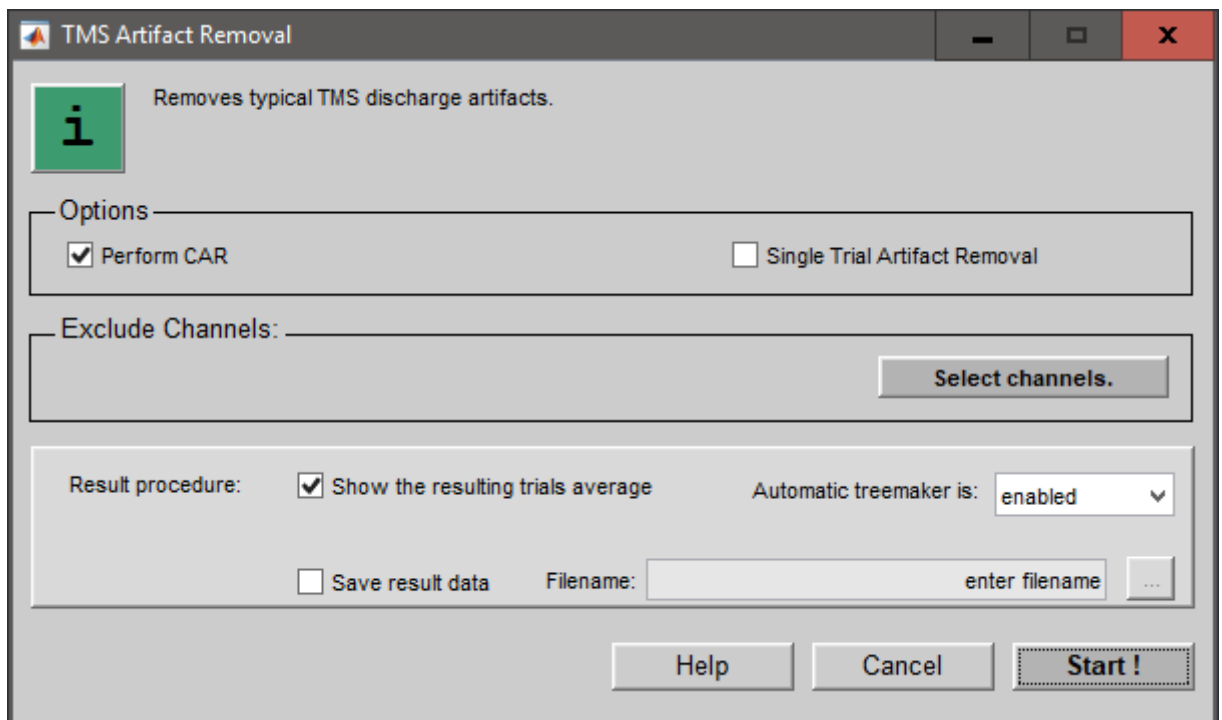 TMS Artifact Removal
i
Removes typical TMS discharge artifacts.
Options
Perform CAR
Single Trial Artifact Removal
Exclude Channels:
Select channels.
Result procedure:
Show the resulting trials average
Automatic treemaker is:
enabled
Save result data
Filename:
enter filename
...
Help
Cancel
Start !